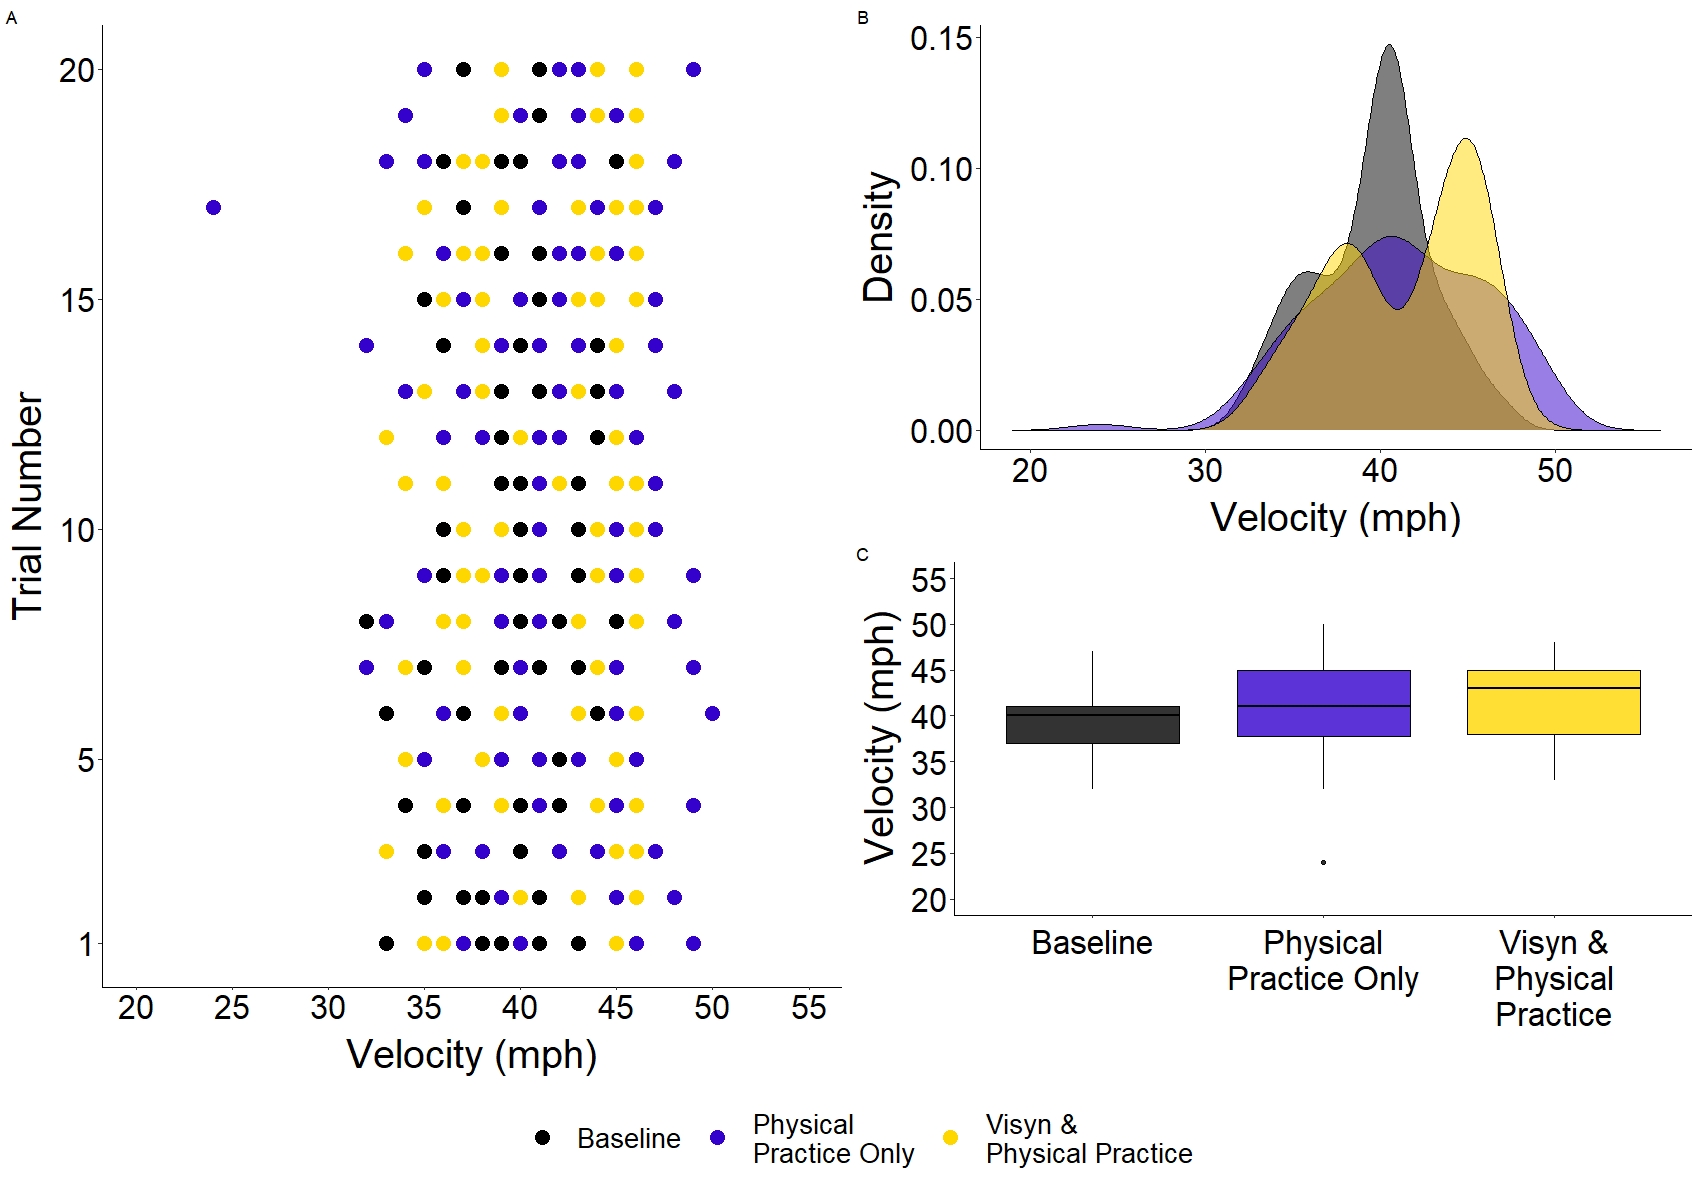 A
20
15
10
5
1
Trial Number
20 25 30 35 40 45 50 55
Velocity (mph)
B
0.15
0.10
0.05
0.00
Density
20 30 40 50
Velocity (mph)
C
55
50
45
40
35
30
25
20
Velocity (mph)
Baseline
Physical
Practice Only
Visyn &
Physical
Practice
Baseline
Physical
Practice Only
Visyn &
Physical Practice